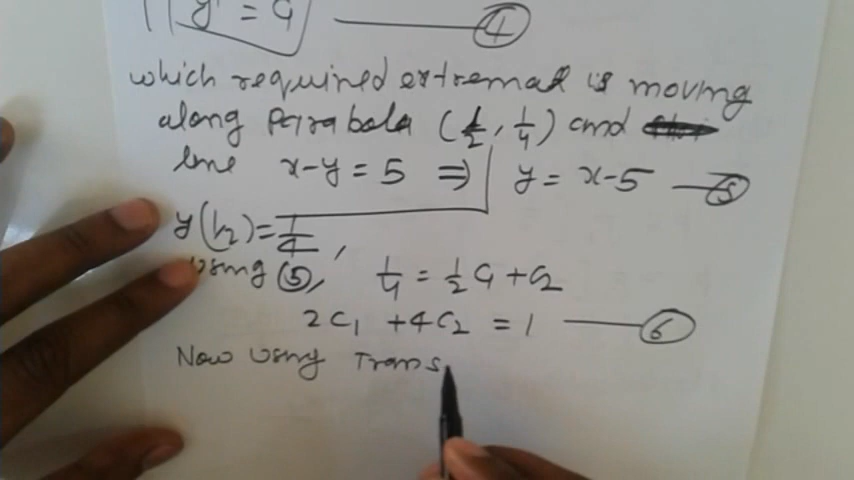 y' = C1 ④
which required extremal is moving
along Parabola (1/2, 1/4) and
line x-y = 5 ⇒ y = x-5 ⑤
y(1/2) = 1/4,
using ⑤, 1/4 = 1/2 C1 + C2
2C1 + 4C2 = 1 ⑥
Now Using Trans